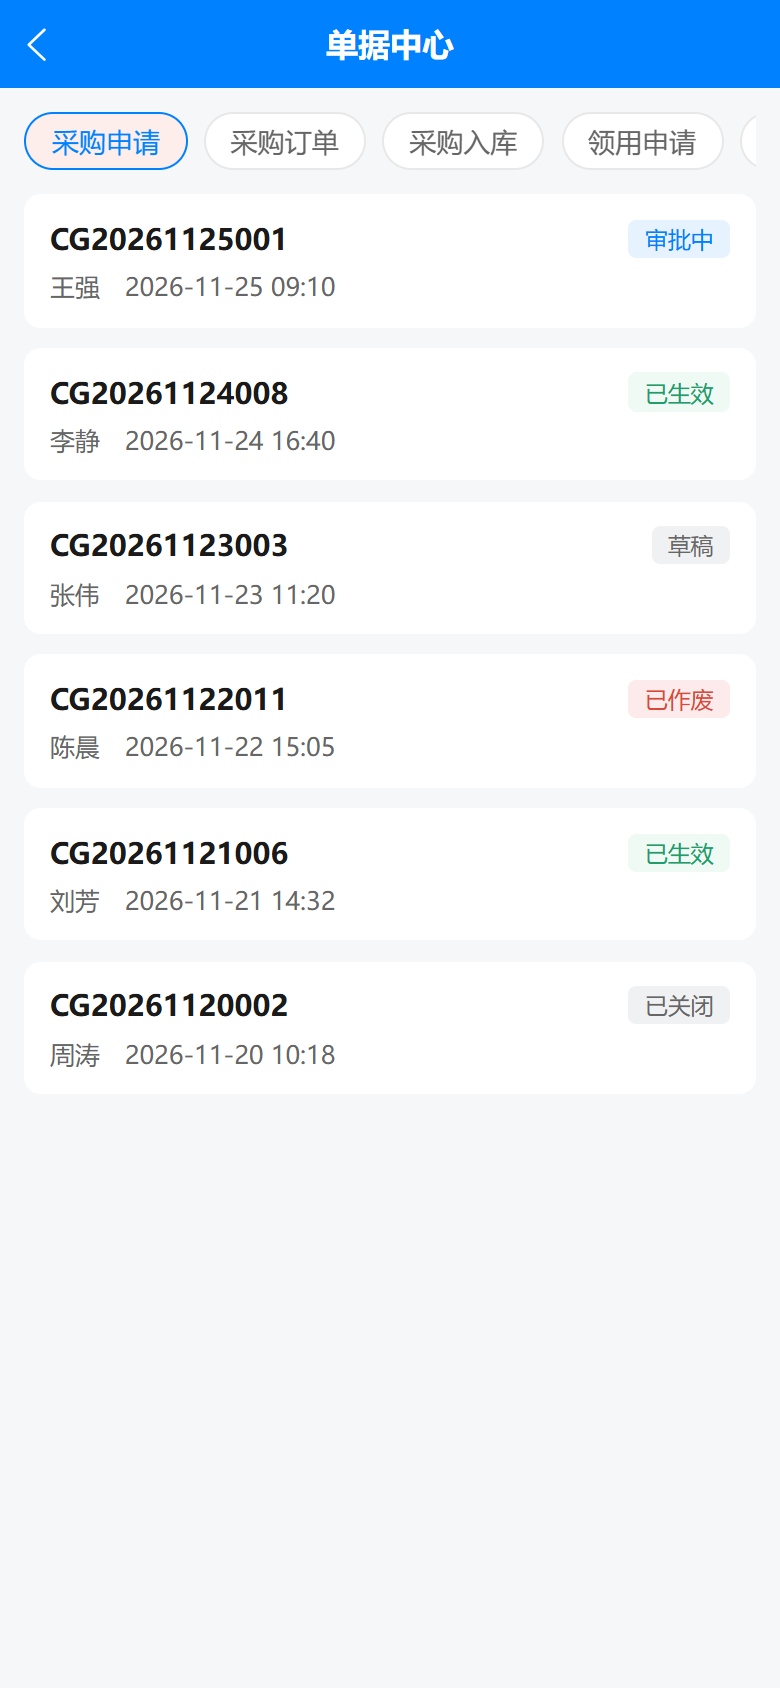 单据中心
采购申请 采购订单 采购入库 领用申请
CG20261125001 审批中
王强 2026-11-25 09:10
CG20261124008 已生效
李静 2026-11-24 16:40
CG20261123003 草稿
张伟 2026-11-23 11:20
CG20261122011 已作废
陈晨 2026-11-22 15:05
CG20261121006 已生效
刘芳 2026-11-21 14:32
CG20261120002 已关闭
周涛 2026-11-20 10:18